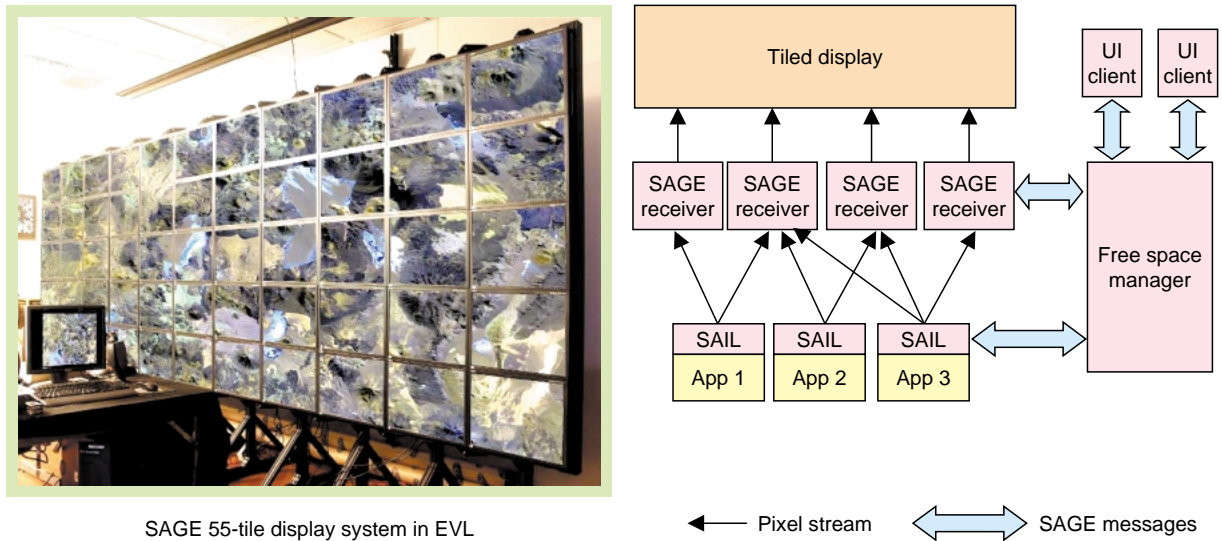 Tiled display
UI
client
UI
client
SAGE
receiver
SAGE
receiver
SAGE
receiver
SAGE
receiver
Free space
manager
SAIL
App 1
SAIL
App 2
SAIL
App 3
SAGE 55-tile display system in EVL
Pixel stream
SAGE messages